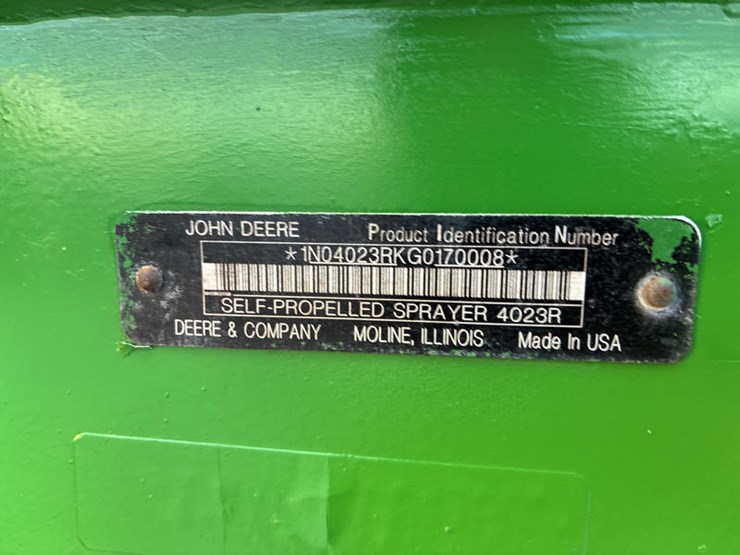 JOHN DEERE Product Identification Number
*1N04023RKG0170008*
SELF-PROPELLED SPRAYER 4023R
DEERE & COMPANY MOLINE, ILLINOIS Made In USA